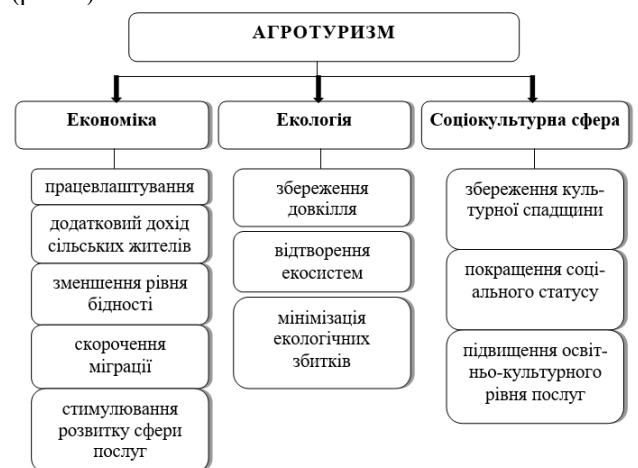 АГРОТУРИЗМ
Економіка
працевлаштування
додатковий дохід
сільських жителів
зменшення рівня
бідності
скорочення
міграції
стимулювання
розвитку сфери
послуг
Екологія
збереження
довкілля
відтворення
екосистем
мінімізація
екологічних
збитків
Соціокультурна сфера
збереження куль-
турної спадщини
покращення соці-
ального статусу
підвищення освіт-
ньо-культурного
рівня послуг